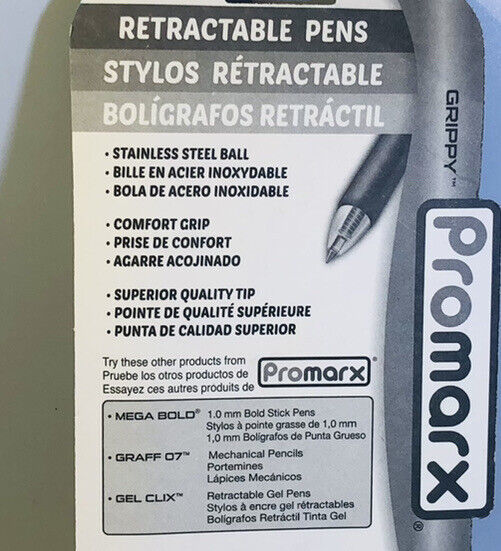 RETRACTABLE PENS
STYLOS RÉTRACTABLE
BOLÍGRAFOS RETRÁCTIL
• STAINLESS STEEL BALL
• BILLE EN ACIER INOXYDABLE
• BOLA DE ACERO INOXIDABLE
• COMFORT GRIP
• PRISE DE CONFORT
• AGARRE ACOJINADO
• SUPERIOR QUALITY TIP
• POINTE DE QUALITÉ SUPÉRIEURE
• PUNTA DE CALIDAD SUPERIOR
Try these other products from
Pruebe los otros productos de
Essayez ces autres produits de
Promarx®
• MEGA BOLD® 1.0 mm Bold Stick Pens
Stylos à pointe grasse de 1,0 mm
1,0 mm Bolígrafos de Punta Grueso
• GRAFF 07™ Mechanical Pencils
Portemines
Lápices Mecánicos
• GEL CLIX™ Retractable Gel Pens
Stylos à encre gel rétractables
Bolígrafos Retráctil Tinta Gel
GRIPPY™
Promarx®